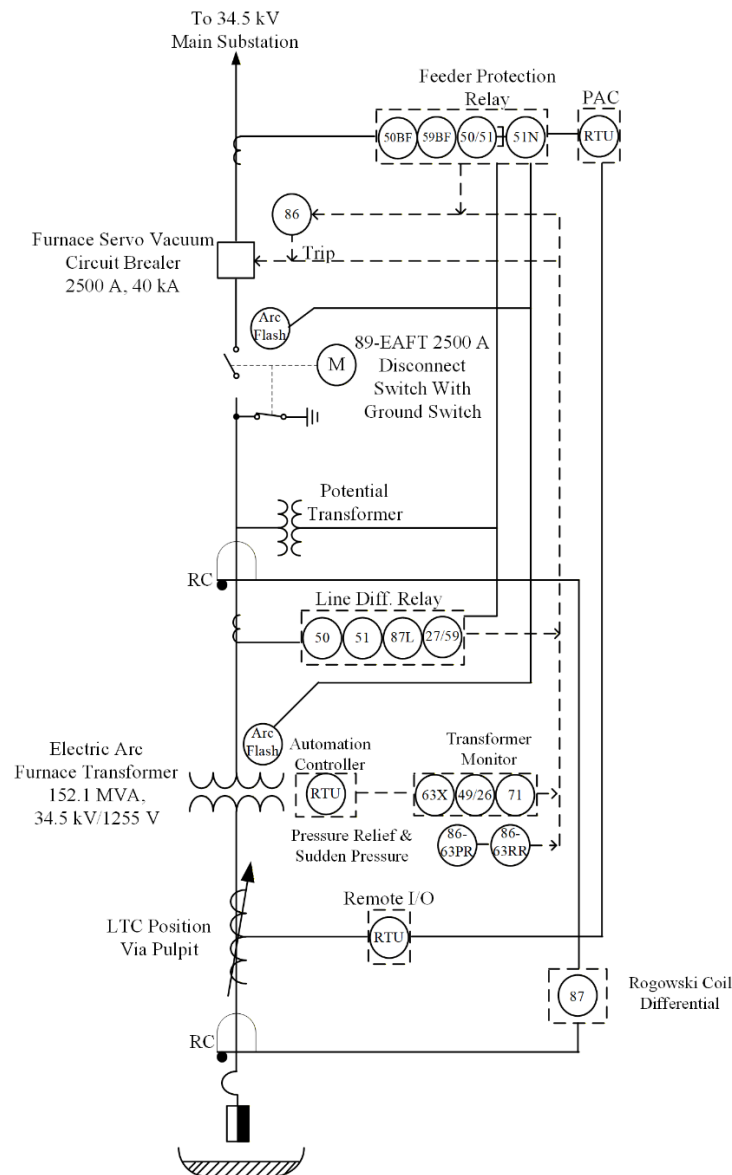 To 34.5 kV
Main Substation
Feeder Protection
Relay
PAC
50BF
59BF
50/51
51N
RTU
86
Furnace Servo Vacuum
Circuit Brealer
2500 A, 40 kA
Trip
Arc
Flash
89-EAFT 2500 A
Disconnect
Switch With
Ground Switch
M
Potential
Transformer
RC
Line Diff. Relay
50
51
87L
27/59
Arc
Flash
Electric Arc
Furnace Transformer
152.1 MVA,
34.5 kV/1255 V
Automation
Controller
RTU
Transformer
Monitor
63X
49/26
71
Pressure Relief &
Sudden Pressure
86-
63PR
86-
63RR
LTC Position
Via Pulpit
Remote I/O
RTU
87
Rogowski Coil
Differential
RC